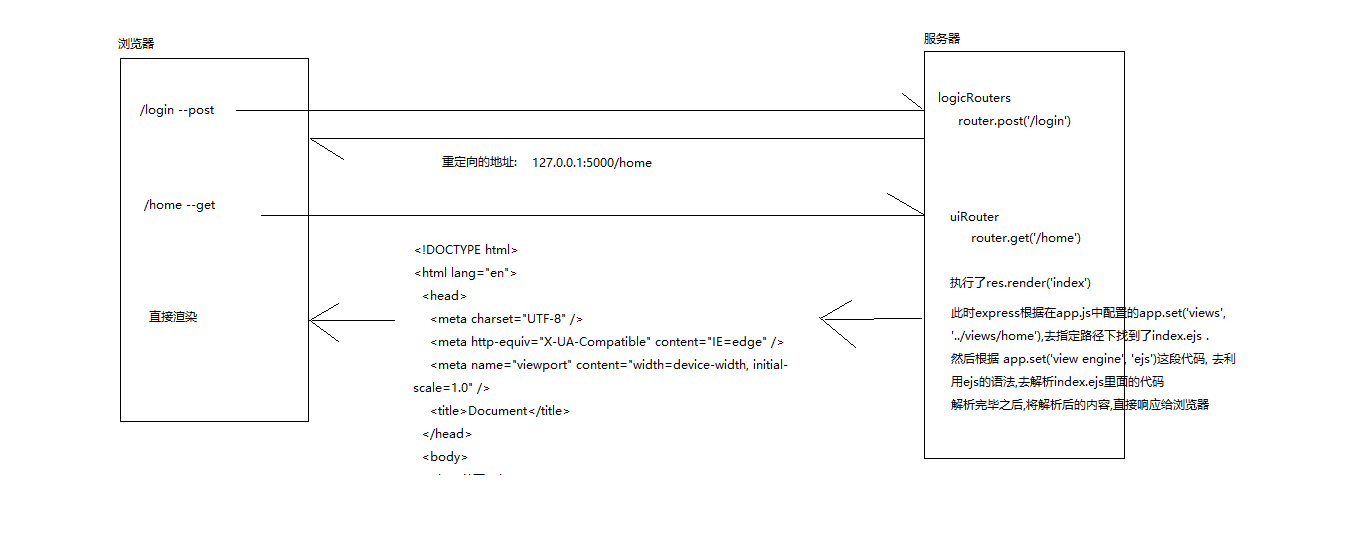 浏览器
服务器
/login --post
logicRouters
router.post('/login')
重定向的地址: 127.0.0.1:5000/home
/home --get
uiRouter
router.get('/home')
<!DOCTYPE html>
<html lang="en">
<head>
<meta charset="UTF-8" />
<meta http-equiv="X-UA-Compatible" content="IE=edge" />
<meta name="viewport" content="width=device-width, initial-
scale=1.0" />
<title>Document</title>
</head>
<body>
直接渲染
执行了res.render('index')
此时express根据在app.js中配置的app.set('views',
'../views/home'),去指定路径下找到了index.ejs .
然后根据 app.set('view engine', 'ejs')这段代码, 去利
用ejs的语法,去解析index.ejs里面的代码
解析完毕之后,将解析后的内容,直接响应给浏览器